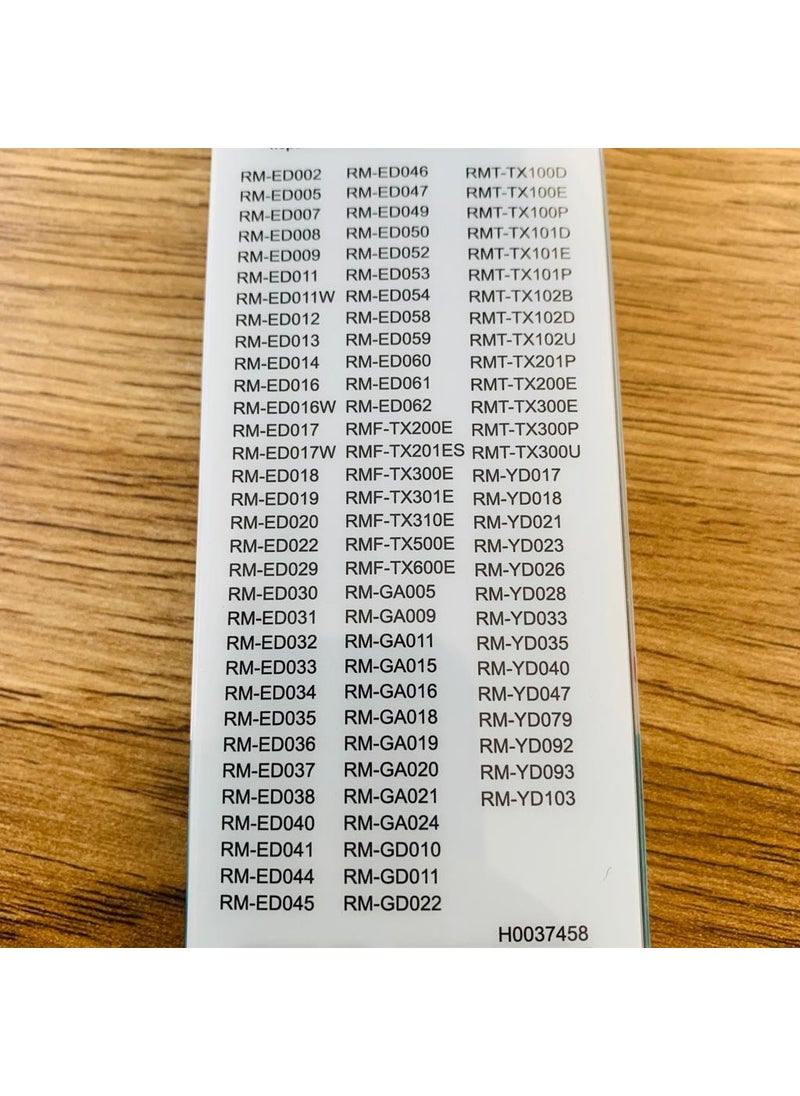 RM-ED002 RM-ED046 RMT-TX100D
RM-ED005 RM-ED047 RMT-TX100E
RM-ED007 RM-ED049 RMT-TX100P
RM-ED008 RM-ED050 RMT-TX101D
RM-ED009 RM-ED052 RMT-TX101E
RM-ED011 RM-ED053 RMT-TX101P
RM-ED011W RM-ED054 RMT-TX102B
RM-ED012 RM-ED058 RMT-TX102D
RM-ED013 RM-ED059 RMT-TX102U
RM-ED014 RM-ED060 RMT-TX201P
RM-ED016 RM-ED061 RMT-TX200E
RM-ED016W RM-ED062 RMT-TX300E
RM-ED017 RMF-TX200E RMT-TX300P
RM-ED017W RMF-TX201ES RMT-TX300U
RM-ED018 RMF-TX300E RM-YD017
RM-ED019 RMF-TX301E RM-YD018
RM-ED020 RMF-TX310E RM-YD021
RM-ED022 RMF-TX500E RM-YD023
RM-ED029 RMF-TX600E RM-YD026
RM-ED030 RM-GA005 RM-YD028
RM-ED031 RM-GA009 RM-YD033
RM-ED032 RM-GA011 RM-YD035
RM-ED033 RM-GA015 RM-YD040
RM-ED034 RM-GA016 RM-YD047
RM-ED035 RM-GA018 RM-YD079
RM-ED036 RM-GA019 RM-YD092
RM-ED037 RM-GA020 RM-YD093
RM-ED038 RM-GA021 RM-YD103
RM-ED040 RM-GA024
RM-ED041 RM-GD010
RM-ED044 RM-GD011
RM-ED045 RM-GD022
H0037458